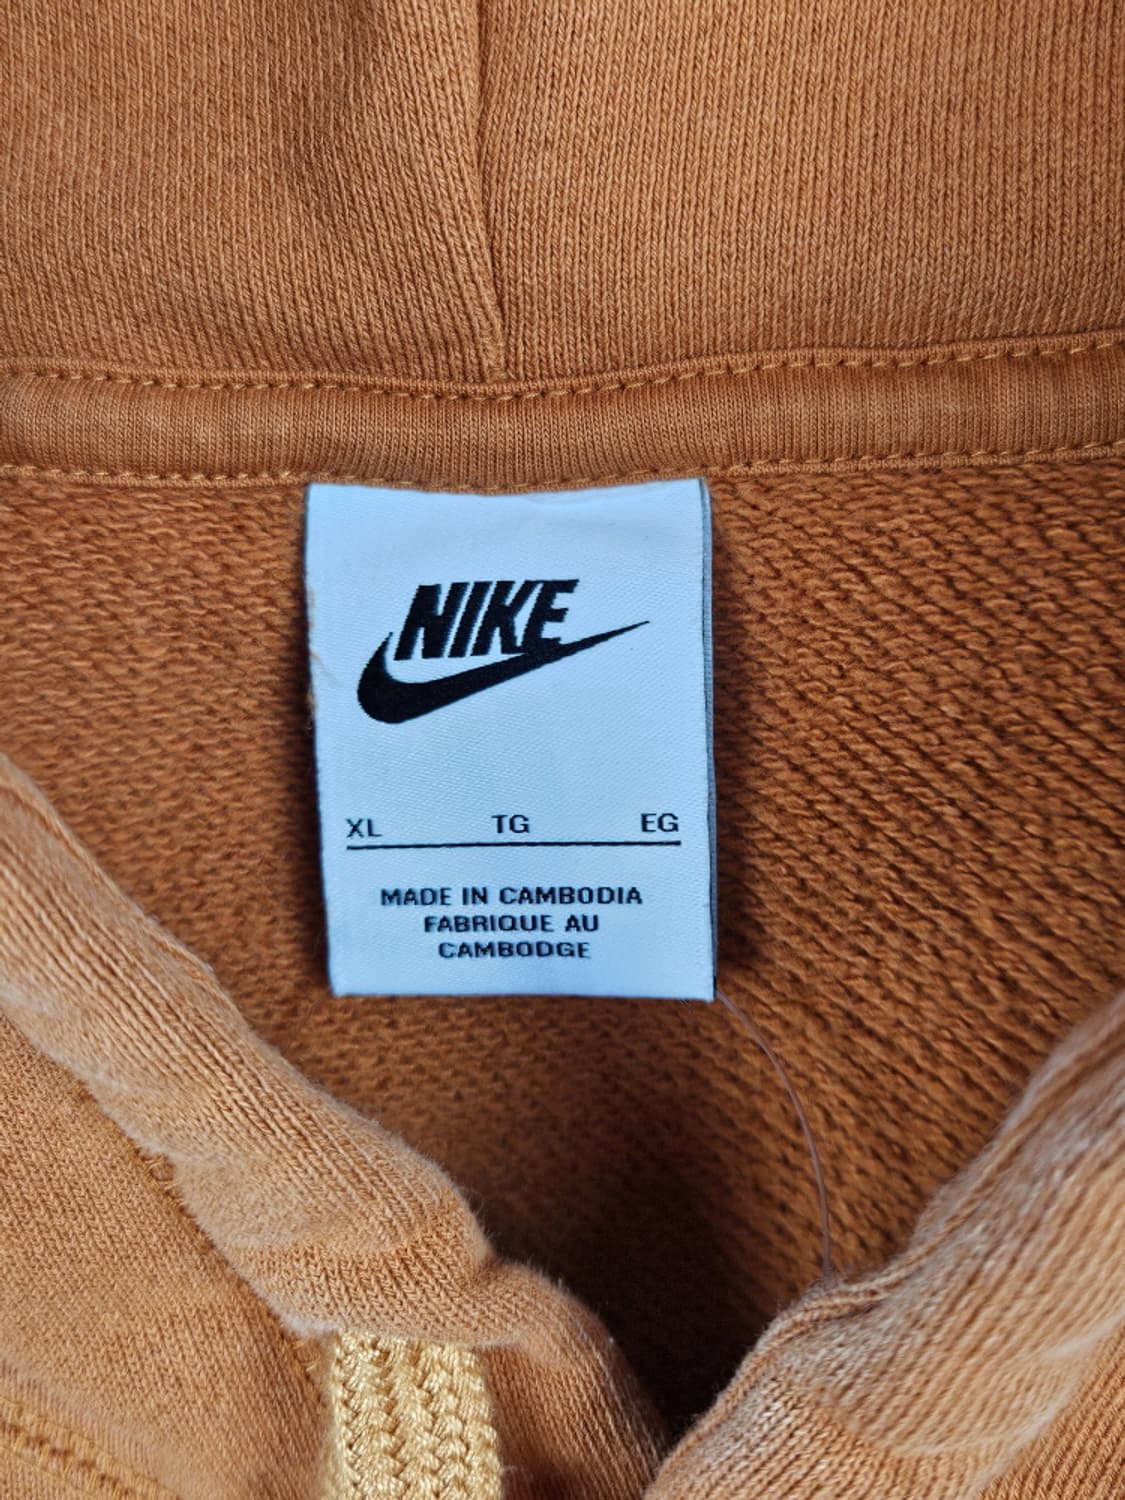 NIKE
XL TG EG
MADE IN CAMBODIA
FABRIQUE AU
CAMBODGE